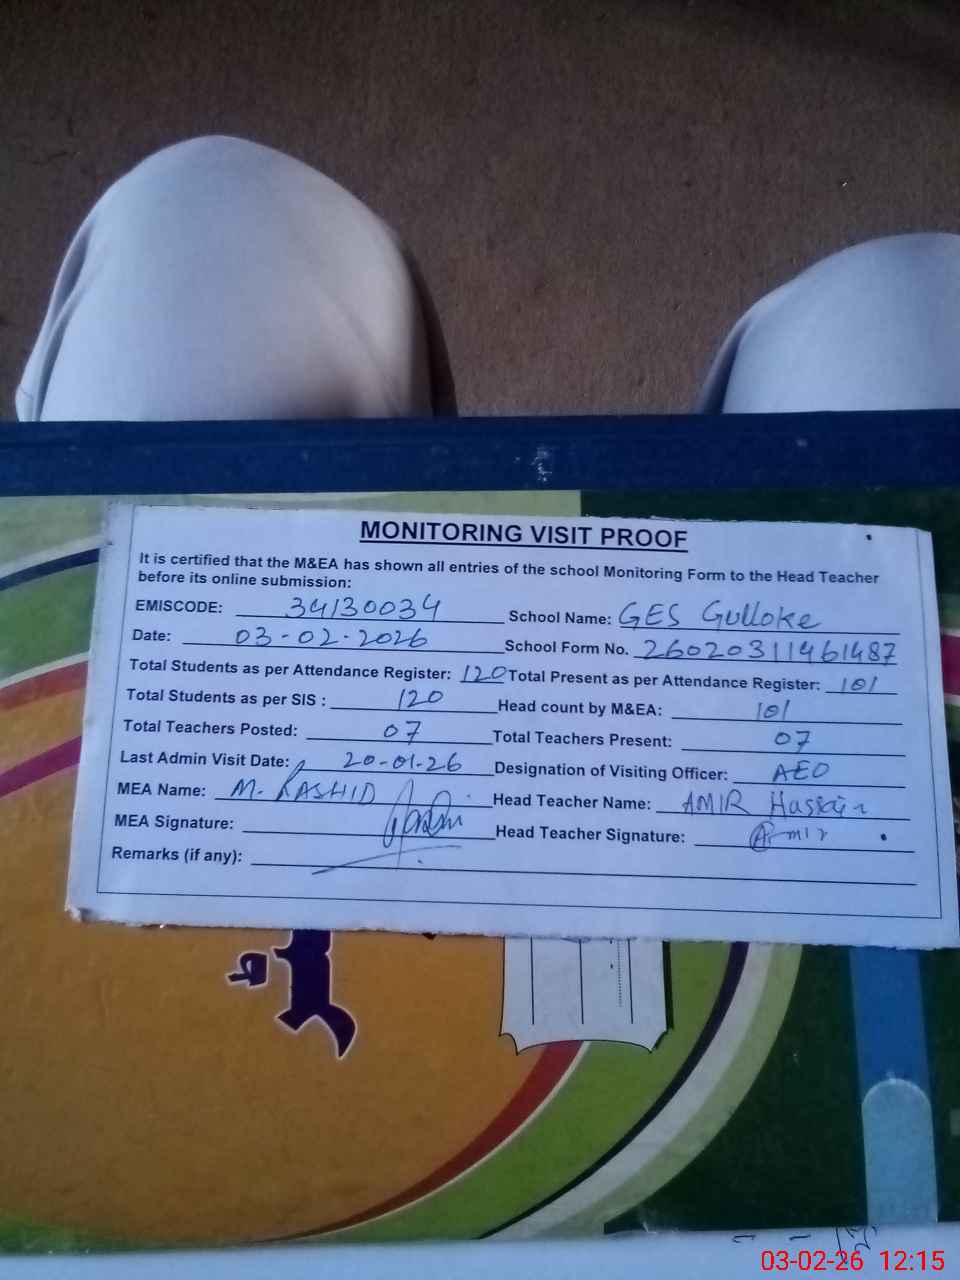 MONITORING VISIT PROOF
It is certified that the M&EA has shown all entries of the school Monitoring Form to the Head Teacher
before its online submission:
EMISCODE: 34130034 School Name: GES Gulloke
Date: 03-02-2026 School Form No. 26020311461487
Total Students as per Attendance Register: 120 Total Present as per Attendance Register: 101
Total Students as per SIS : 120 Head count by M&EA: 101
Total Teachers Posted: 07 Total Teachers Present: 07
Last Admin Visit Date: 20-01-26 Designation of Visiting Officer: AEO
MEA Name: M. RASHID Head Teacher Name: AMIR Hussain
MEA Signature: Head Teacher Signature: Amir
Remarks (if any):
03-02-26 12:15